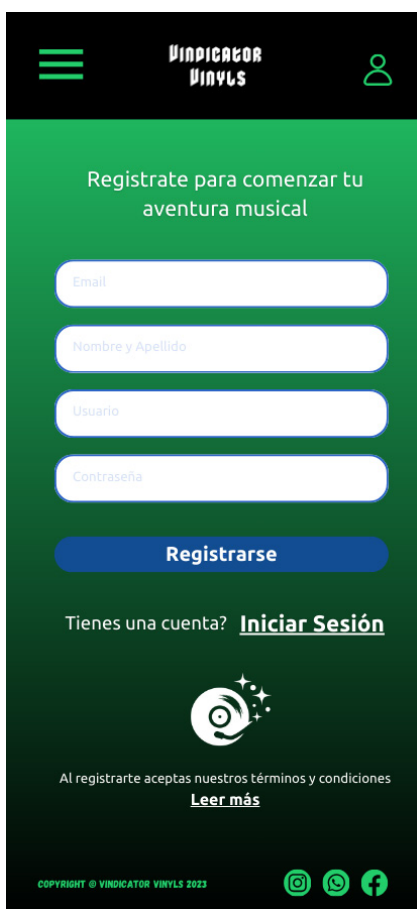 VINDICATOR
VINYLS
Registrate para comenzar tu
aventura musical
Email
Nombre y Apellido
Usuario
Contraseña
Registrarse
Tienes una cuenta? Iniciar Sesión
Al registrarte aceptas nuestros términos y condiciones
Leer más
COPYRIGHT © VINDICATOR VINYLS 2023